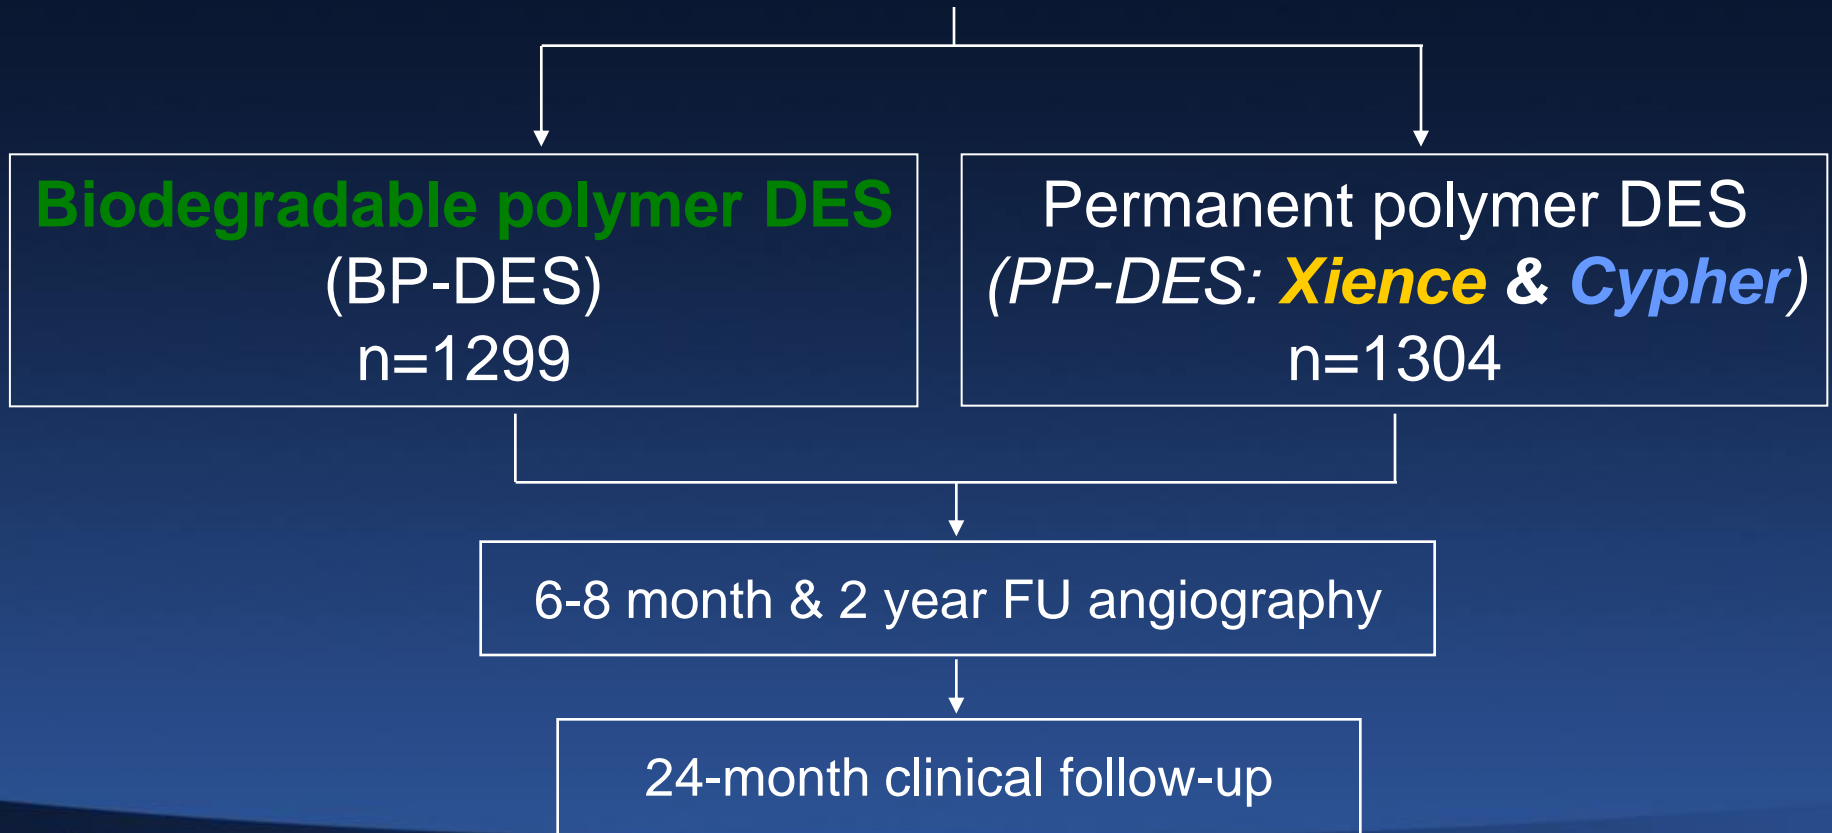 Biodegradable polymer DES
(BP-DES)
n=1299
Permanent polymer DES
(PP-DES: Xience & Cypher)
n=1304
6-8 month & 2 year FU angiography
24-month clinical follow-up